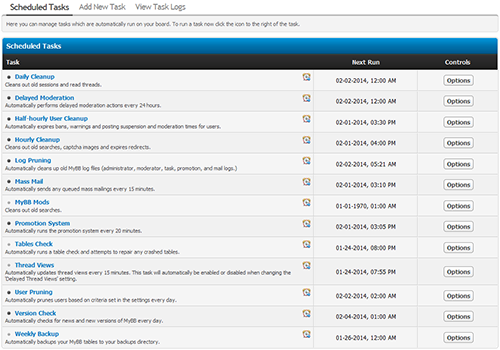 Scheduled Tasks Add New Task View Task Logs
Here you can manage tasks which are automatically run on your board. To run a task now click the icon to the right of the task.
Scheduled Tasks
Task Next Run Controls
Daily Cleanup
Cleans out old sessions and read threads.
02-02-2014, 12:00 AM Options
Delayed Moderation
Automatically performs delayed moderation actions every 24 hours.
02-02-2014, 12:00 AM Options
Half-hourly User Cleanup
Automatically expires bans, warnings and posting suspension and moderation times for users.
02-01-2014, 03:30 PM Options
Hourly Cleanup
Cleans out old searches, captcha images and expires redirects.
02-01-2014, 04:00 PM Options
Log Pruning
Automatically cleans up old MyBB log files (administrator, moderator, task, promotion, and mail logs.)
02-02-2014, 05:21 AM Options
Mass Mail
Automatically sends any queued mass mailings every 15 minutes.
02-01-2014, 03:10 PM Options
MyBB Mods
Cleans out old searches.
01-01-1970, 01:00 AM Options
Promotion System
Automatically runs the promotion system every 20 minutes.
02-01-2014, 03:05 PM Options
Tables Check
Automatically runs a table check and attempts to repair any crashed tables.
01-24-2014, 08:00 PM Options
Thread Views
Automatically updates thread views every 15 minutes. This task will automatically be enabled or disabled when changing the
'Delayed Thread Views' setting.
01-24-2014, 07:55 PM Options
User Pruning
Automatically prunes users based on criteria set in the settings every day.
02-02-2014, 02:00 AM Options
Version Check
Automatically checks for news and new versions of MyBB every day.
02-04-2014, 01:00 AM Options
Weekly Backup
Automatically backups your MyBB tables to your backups directory.
01-26-2014, 12:00 AM Options